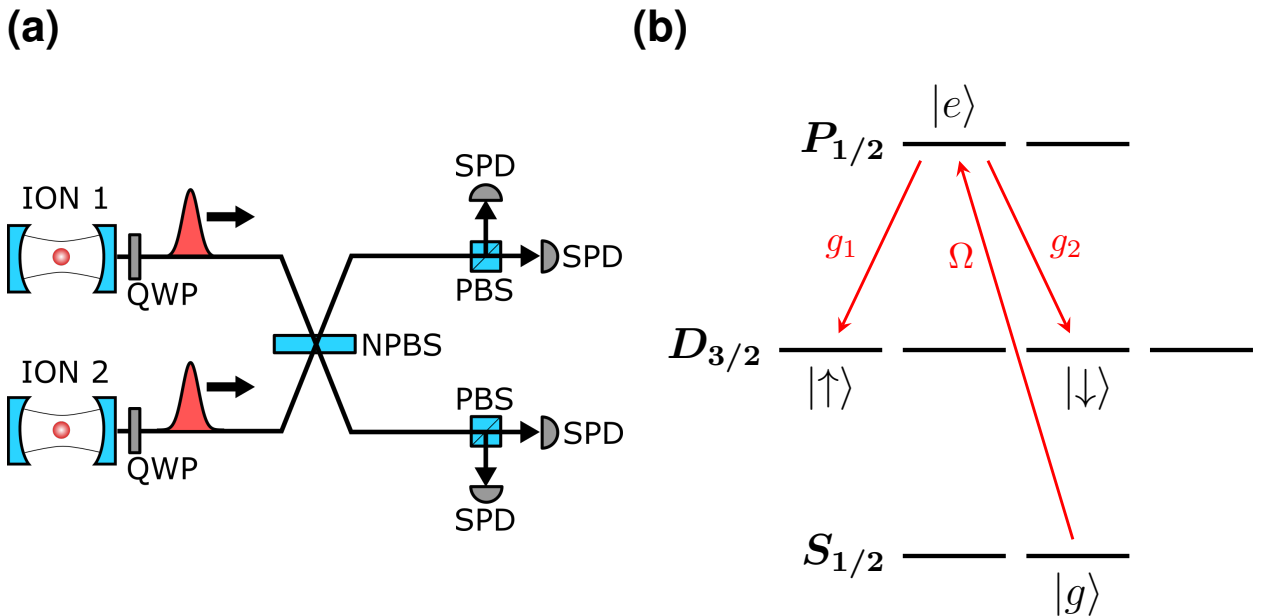 (a)
ION 1
QWP
SPD
SPD
PBS
NPBS
ION 2
QWP
PBS
SPD
SPD
(b)
|e⟩
P1/2
g1
Ω
g2
D3/2
|↑⟩
|↓⟩
S1/2
|g⟩